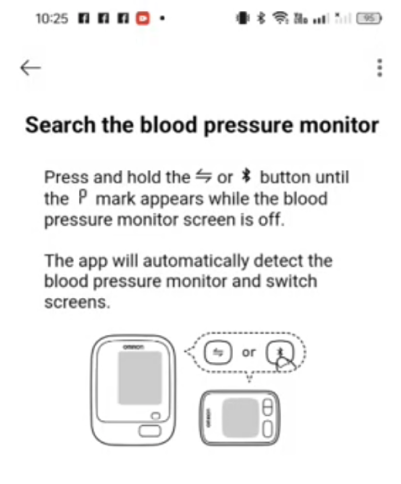 10:25
95
Search the blood pressure monitor
Press and hold the ⇋ or button until
the P mark appears while the blood
pressure monitor screen is off.
The app will automatically detect the
blood pressure monitor and switch
screens.
OMRON
or
OMRON